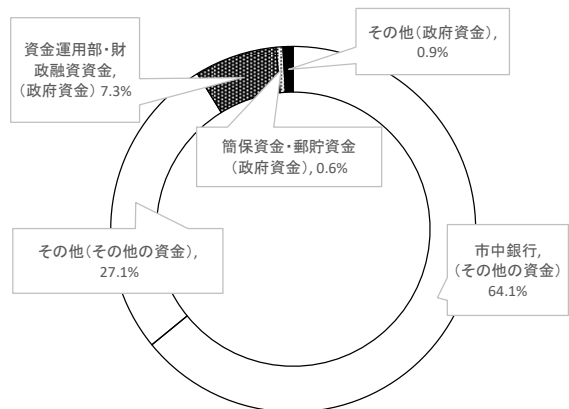 資金運用部・財
政融資資金,
（政府資金） 7.3%
その他（政府資金）,
0.9%
簡保資金・郵貯資金
（政府資金）, 0.6%
その他（その他の資金）,
27.1%
市中銀行,
（その他の資金）
64.1%